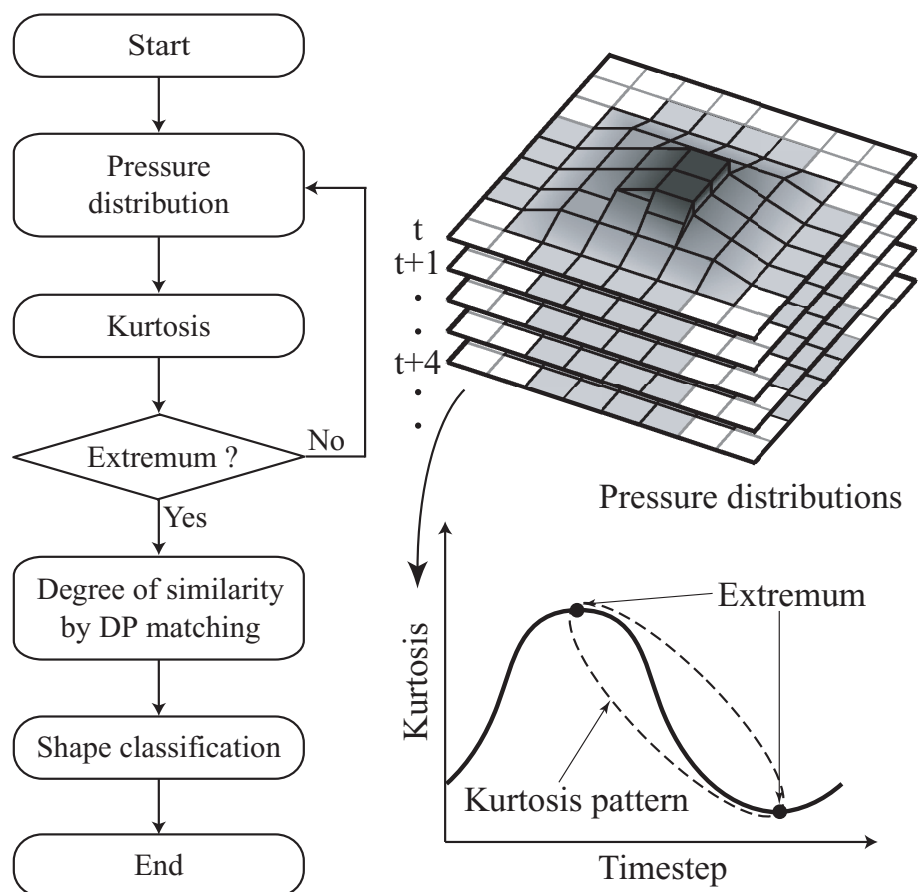 Start
Pressure
distribution
Kurtosis
Extremum ?
No
Yes
Degree of similarity
by DP matching
Shape classification
End
t
t+1
.
.
t+4
.
.
Pressure distributions
Kurtosis
Extremum
Kurtosis pattern
Timestep